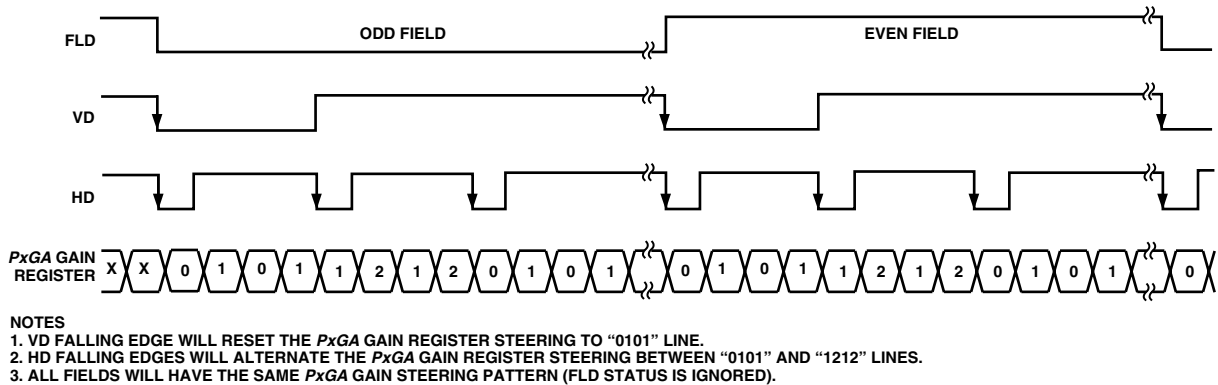 FLD ODD FIELD EVEN FIELD
VD
HD
PxGA GAIN REGISTER X X 0 1 0 1 1 2 1 2 0 1 0 1 0 1 0 1 1 2 1 2 0 1 0 1 0
NOTES
1. VD FALLING EDGE WILL RESET THE PxGA GAIN REGISTER STEERING TO “0101” LINE.
2. HD FALLING EDGES WILL ALTERNATE THE PxGA GAIN REGISTER STEERING BETWEEN “0101” AND “1212” LINES.
3. ALL FIELDS WILL HAVE THE SAME PxGA GAIN STEERING PATTERN (FLD STATUS IS IGNORED).